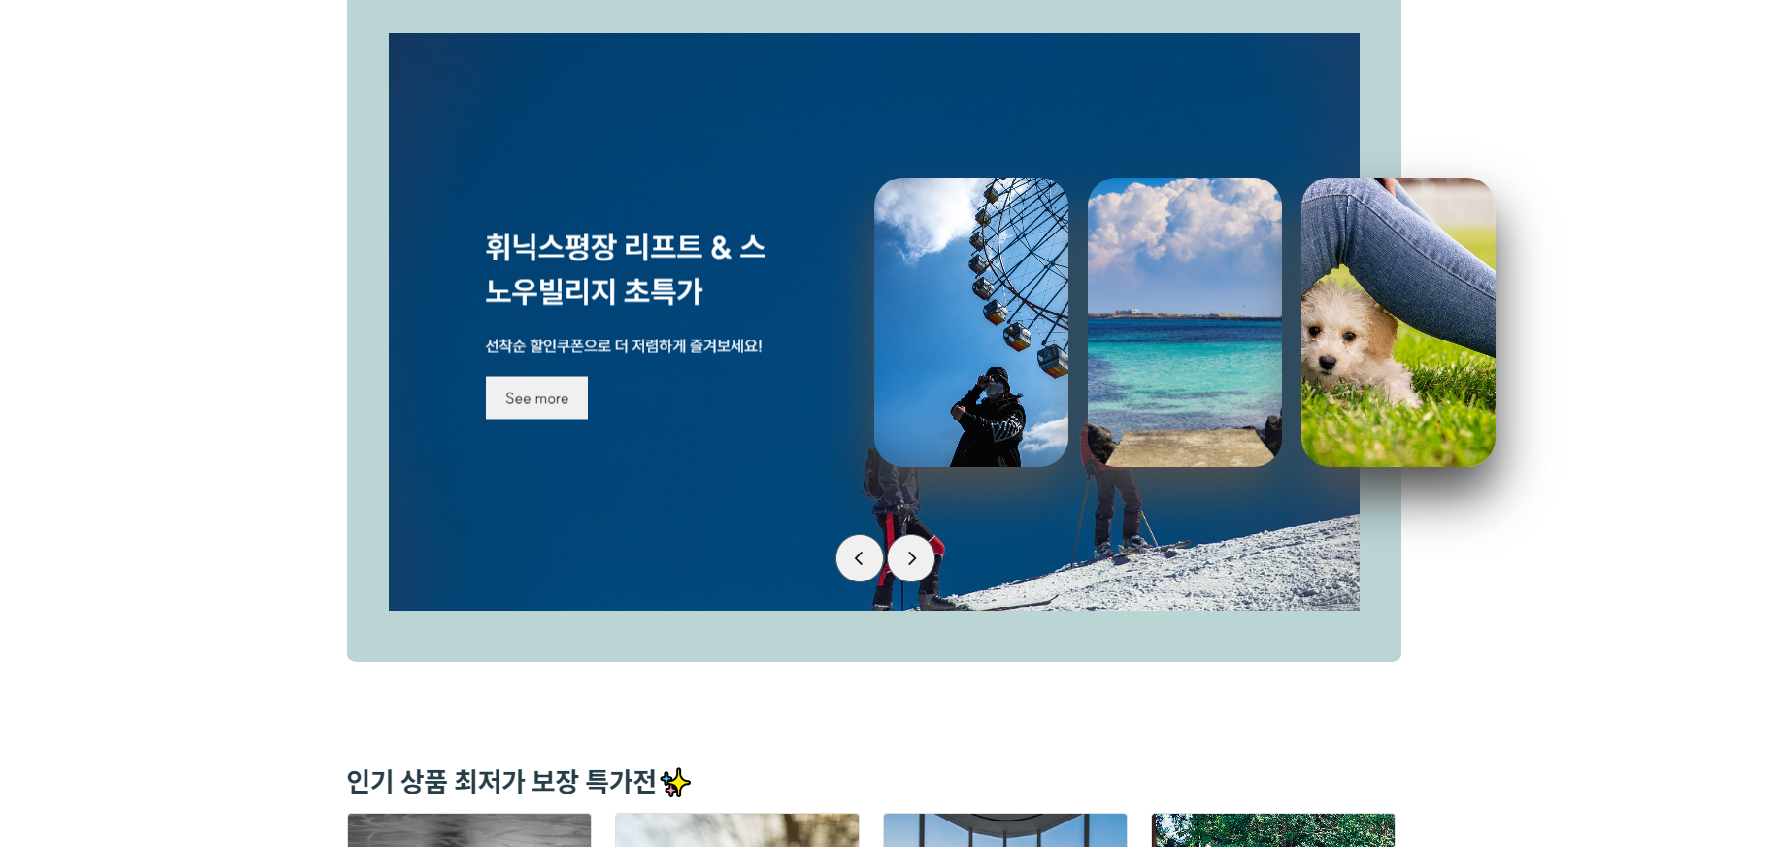 휘닉스평장 리프트 & 스
노우빌리지 초특가
선착순 할인쿠폰으로 더 저렴하게 즐겨보세요!
See more
인기 상품 최저가 보장 특가전✨